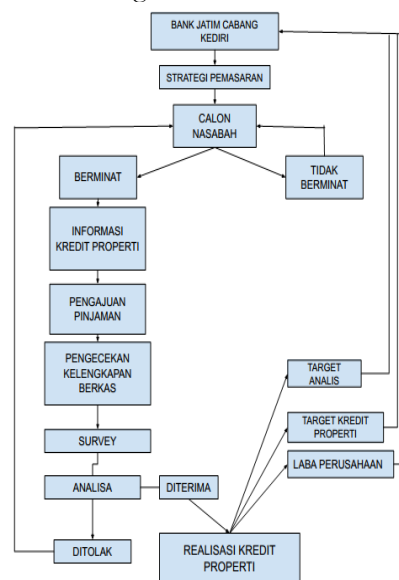 BANK JATIM CABANG
KEDIRI
STRATEGI PEMASARAN
CALON
NASABAH
BERMINAT
TIDAK
BERMINAT
INFORMASI
KREDIT PROPERTI
PENGAJUAN
PINJAMAN
PENGECEKAN
KELENGKAPAN
BERKAS
TARGET
ANALIS
TARGET KREDIT
PROPERTI
SURVEY
LABA PERUSAHAAN
ANALISA
DITERIMA
DITOLAK
REALISASI KREDIT
PROPERTI